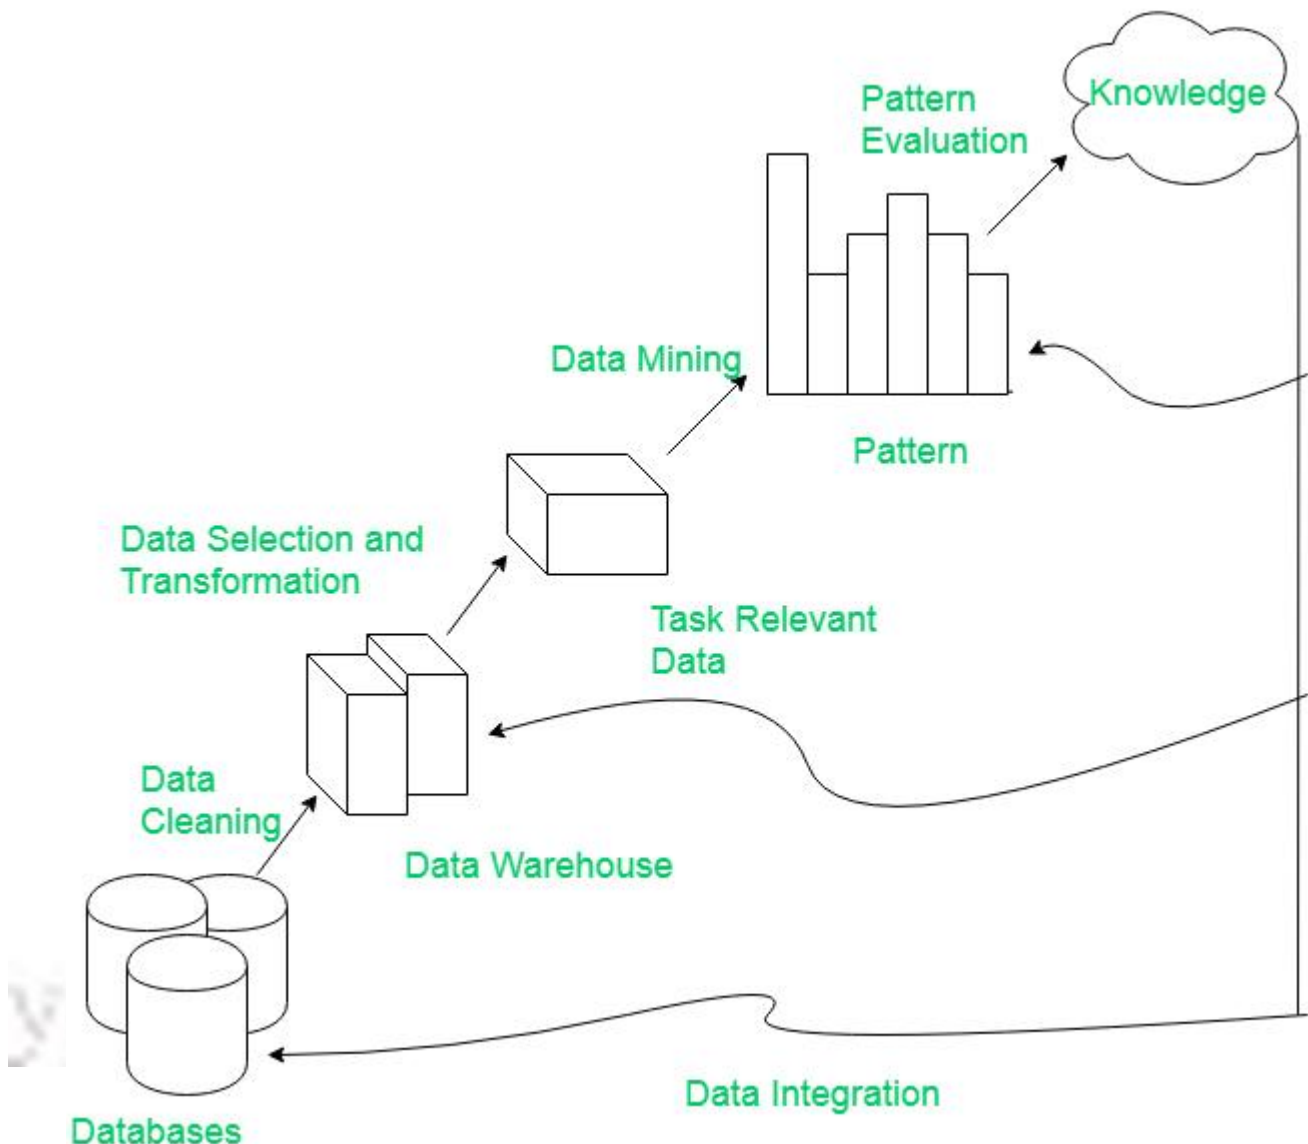 Knowledge
Pattern
Evaluation
Data Mining
Pattern
Data Selection and
Transformation
Task Relevant
Data
Data
Cleaning
Data Warehouse
Data Integration
Databases